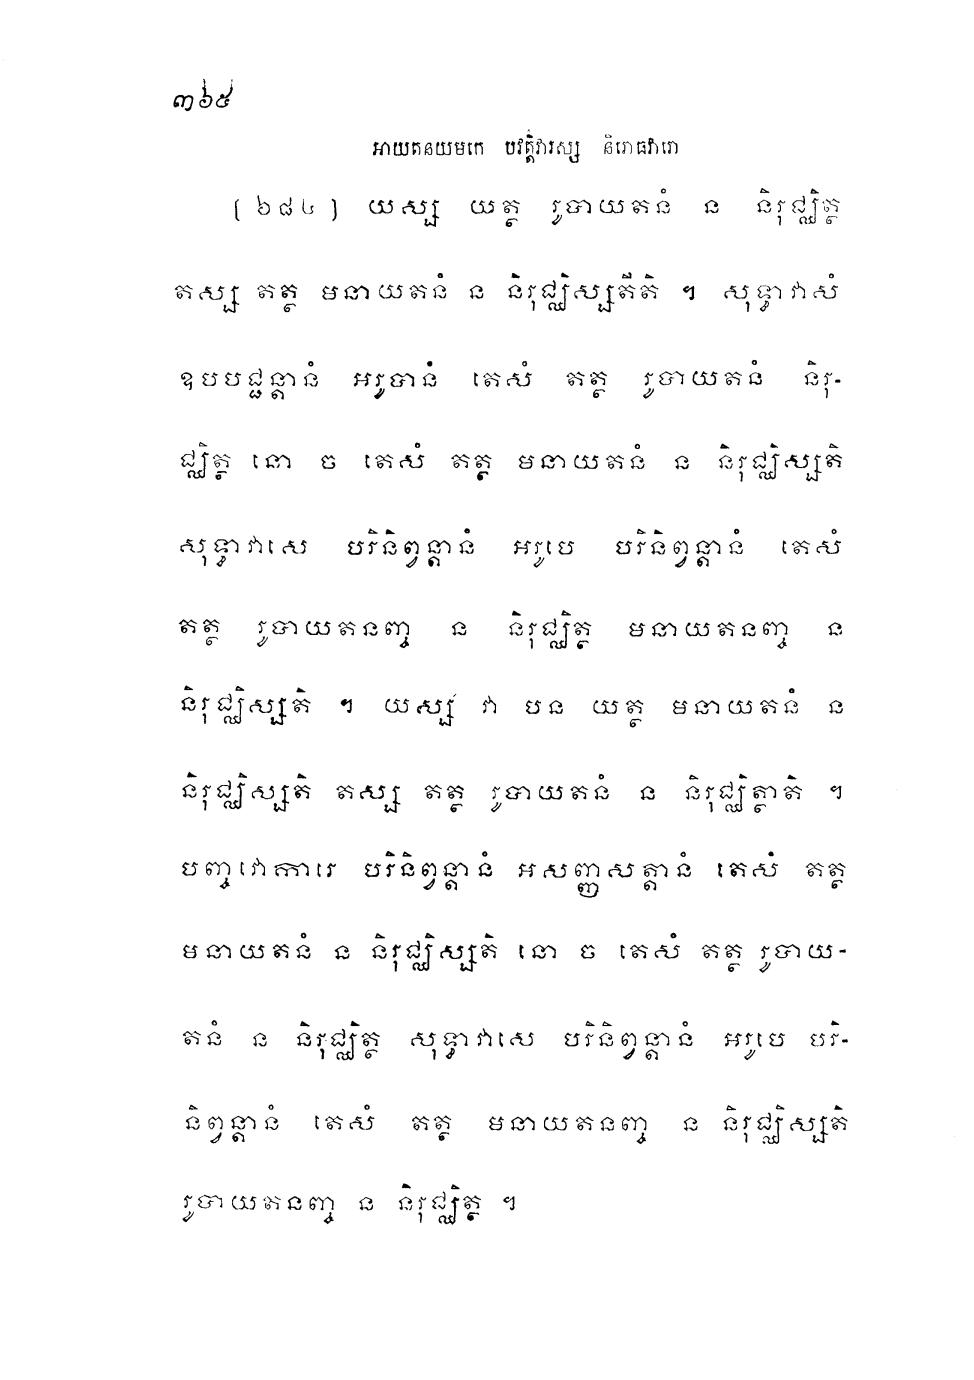 ៣៦៥
អាយតនយមកេ បវត្តិវារស្ស និរោធវារោ
[ ៦៨៤ ] យស្ស យត្ថ រូបាយតនំ ន និរុជ្ឈិត្ថ
តស្ស តត្ថ មនាយតនំ ន និរុជ្ឈិស្សតីតិ ។ សុទ្ធាវាសំ
ឧបបជ្ជន្តានំ អរូបានំ តេសំ តត្ថ រូបាយតនំ និរុ-
ជ្ឈិត្ថ នោ ច តេសំ តត្ថ មនាយតនំ ន និរុជ្ឈិស្សតិ
សុទ្ធាវាសេ បរិនិព្វន្តានំ អរូបេ បរិនិព្វន្តានំ តេសំ
តត្ថ រូបាយតនញ្ច ន និរុជ្ឈិត្ថ មនាយតនញ្ច ន
និរុជ្ឈិស្សតិ ។ យស្ស វា បន យត្ថ មនាយតនំ ន
និរុជ្ឈិស្សតិ តស្ស តត្ថ រូបាយតនំ ន និរុជ្ឈិត្ថាតិ ។
បញ្ចវោការេ បរិនិព្វន្តានំ អសញ្ញសត្តានំ តេសំ តត្ថ
មនាយតនំ ន និរុជ្ឈិស្សតិ នោ ច តេសំ តត្ថ រូបាយ-
តនំ ន និរុជ្ឈិត្ថ សុទ្ធាវាសេ បរិនិព្វន្តានំ អរូបេ បរិ-
និព្វន្តានំ តេសំ តត្ថ មនាយតនញ្ច ន និរុជ្ឈិស្សតិ
រូបាយតនញ្ច ន និរុជ្ឈិត្ថ ។